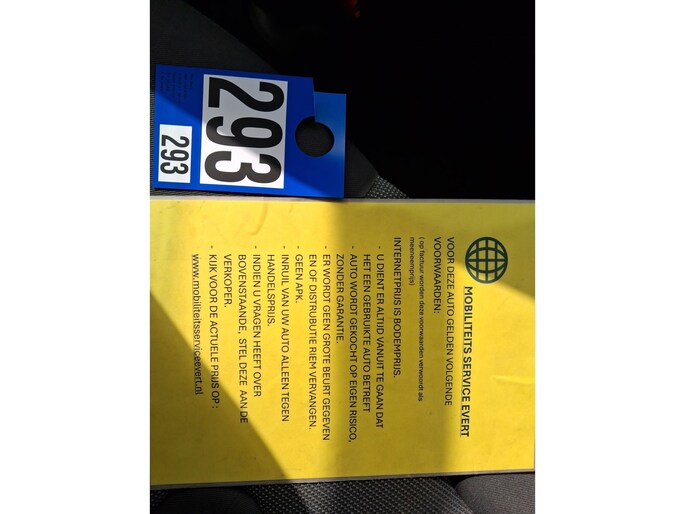 293
293
MOBILITEITS SERVICE EVERT
VOOR DEZE AUTO GELDEN VOLGENDE
VOORWAARDEN:
( op factuur worden deze voorwaarden verwoordt als
meeneemprijs)
INTERNETPRIJS IS BODEMPRIJS.
- U DIENT ER ALTIJD VANUIT TE GAAN DAT
HET EEN GEBRUIKTE AUTO BETREFT
- AUTO WORDT GEKOCHT OP EIGEN RISICO,
ZONDER GARANTIE.
- ER WORDT GEEN GROTE BEURT GEGEVEN
EN OF DISTRUBUTIE RIEM VERVANGEN.
- GEEN APK.
- INRUIL VAN UW AUTO ALLEEN TEGEN
HANDELSPRIJS.
- INDIEN U VRAGEN HEEFT OVER
BOVENSTAANDE, STEL DEZE AAN DE
VERKOPER.
- KIJK VOOR DE ACTUELE PRIJS OP :
www.mobiliteitsserviceevert.nl